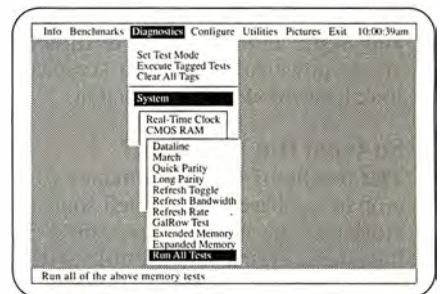 Info Benchmarks Diagnostics Configure Utilities Pictures Exit 10:00:39am
Set Test Mode
Execute Tagged Tests
Clear All Tags
System
Real-Time Clock
CMOS RAM
Dataline
March
Quick Parity
Long Parity
Refresh Toggle
Refresh Bandwidth
Refresh Rate
GalRow Test
Extended Memory
Expanded Memory
Run All Tests
Run all of the above memory tests